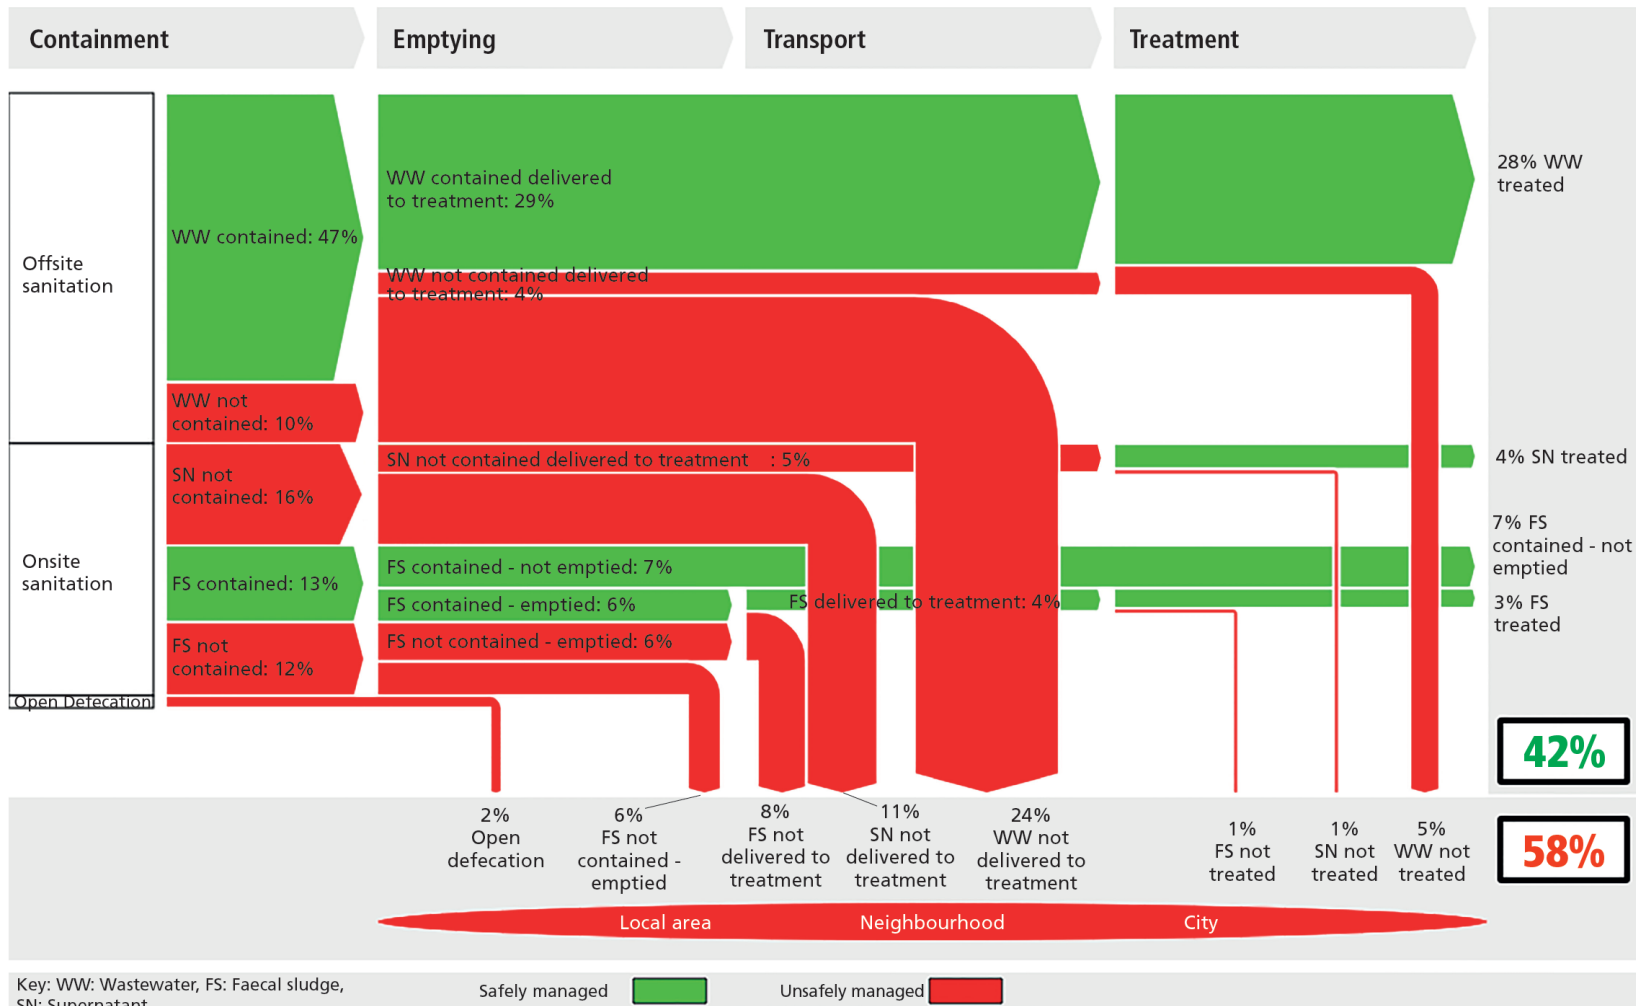 Containment
Emptying
Transport
Treatment
Offsite
sanitation
Onsite
sanitation
Open Defecation
WW contained: 47%
WW not
contained: 10%
SN not
contained: 16%
FS contained: 13%
FS not
contained: 12%
WW contained delivered
to treatment: 29%
WW not contained delivered
to treatment: 4%
SN not contained delivered to treatment : 5%
FS contained - not emptied: 7%
FS contained - emptied: 6%
FS not contained - emptied: 6%
FS delivered to treatment: 4%
28% WW
treated
4% SN treated
7% FS
contained - not
emptied
3% FS
treated
42%
58%
2%
Open
defecation
6%
FS not
contained -
emptied
8%
FS not
delivered to
treatment
11%
SN not
delivered to
treatment
24%
WW not
delivered to
treatment
1%
FS not
treated
1%
SN not
treated
5%
WW not
treated
Local area
Neighbourhood
City
Key: WW: Wastewater, FS: Faecal sludge,
SN: Supernatant
Safely managed
Unsafely managed